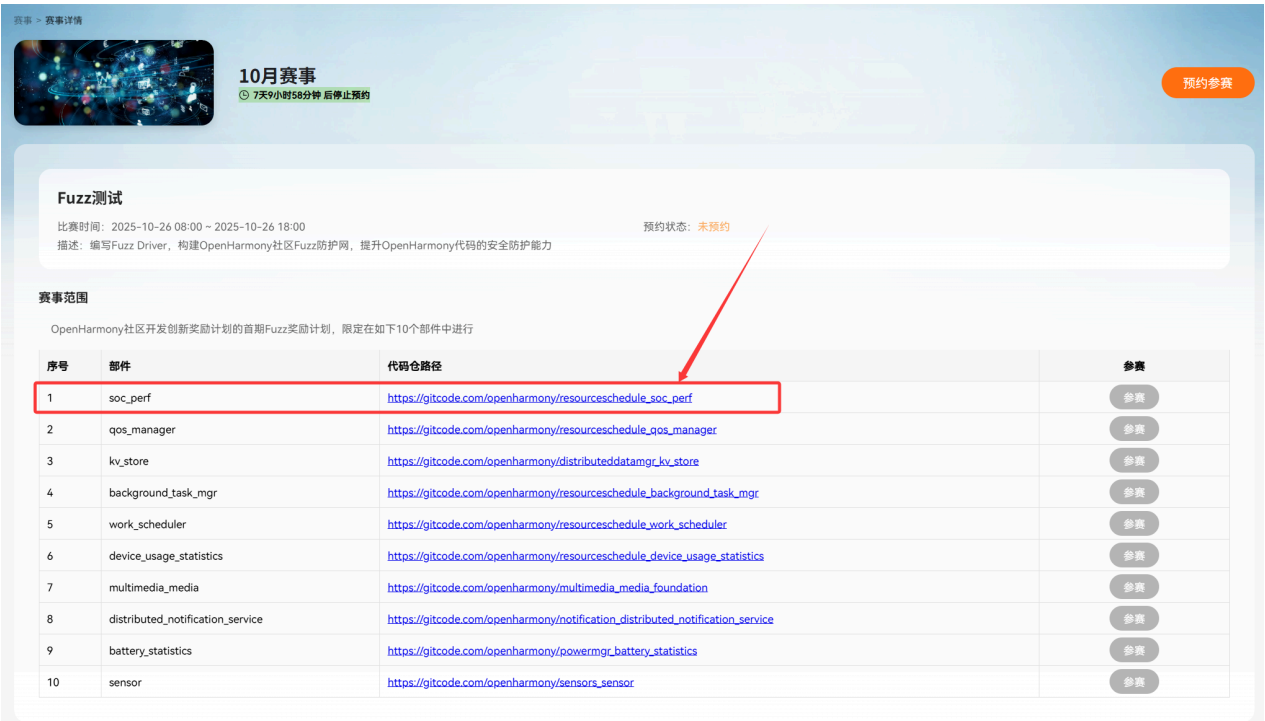 赛事 > 赛事详情
10月赛事
7天9小时58分钟 后停止预约
预约参赛
Fuzz测试
比赛时间：2025-10-26 08:00 ~ 2025-10-26 18:00 预约状态：未预约
描述：编写Fuzz Driver，构建OpenHarmony社区Fuzz防护网，提升OpenHarmony代码的安全防护能力
赛事范围
OpenHarmony社区开发创新奖励计划的首期Fuzz奖励计划，限定在如下10个部件中进行
序号 部件 代码仓路径 参赛
1 soc_perf https://gitcode.com/openharmony/resourceschedule_soc_perf 参赛
2 qos_manager https://gitcode.com/openharmony/resourceschedule_qos_manager 参赛
3 kv_store https://gitcode.com/openharmony/distributeddatamgr_kv_store 参赛
4 background_task_mgr https://gitcode.com/openharmony/resourceschedule_background_task_mgr 参赛
5 work_scheduler https://gitcode.com/openharmony/resourceschedule_work_scheduler 参赛
6 device_usage_statistics https://gitcode.com/openharmony/resourceschedule_device_usage_statistics 参赛
7 multimedia_media https://gitcode.com/openharmony/multimedia_media_foundation 参赛
8 distributed_notification_service https://gitcode.com/openharmony/notification_distributed_notification_service 参赛
9 battery_statistics https://gitcode.com/openharmony/powermgr_battery_statistics 参赛
10 sensor https://gitcode.com/openharmony/sensors_sensor 参赛